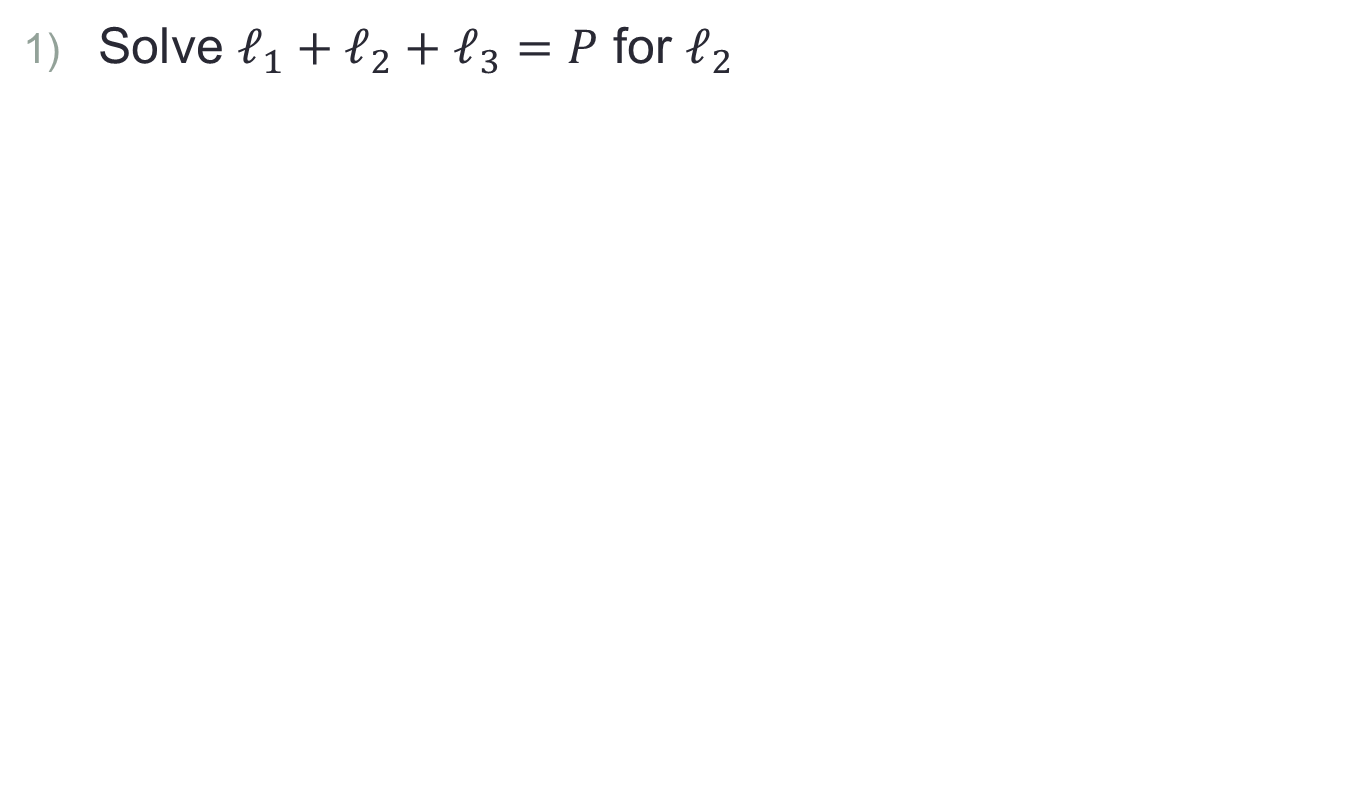 1) Solve ℓ₁ + ℓ₂ + ℓ₃ = P for ℓ₂